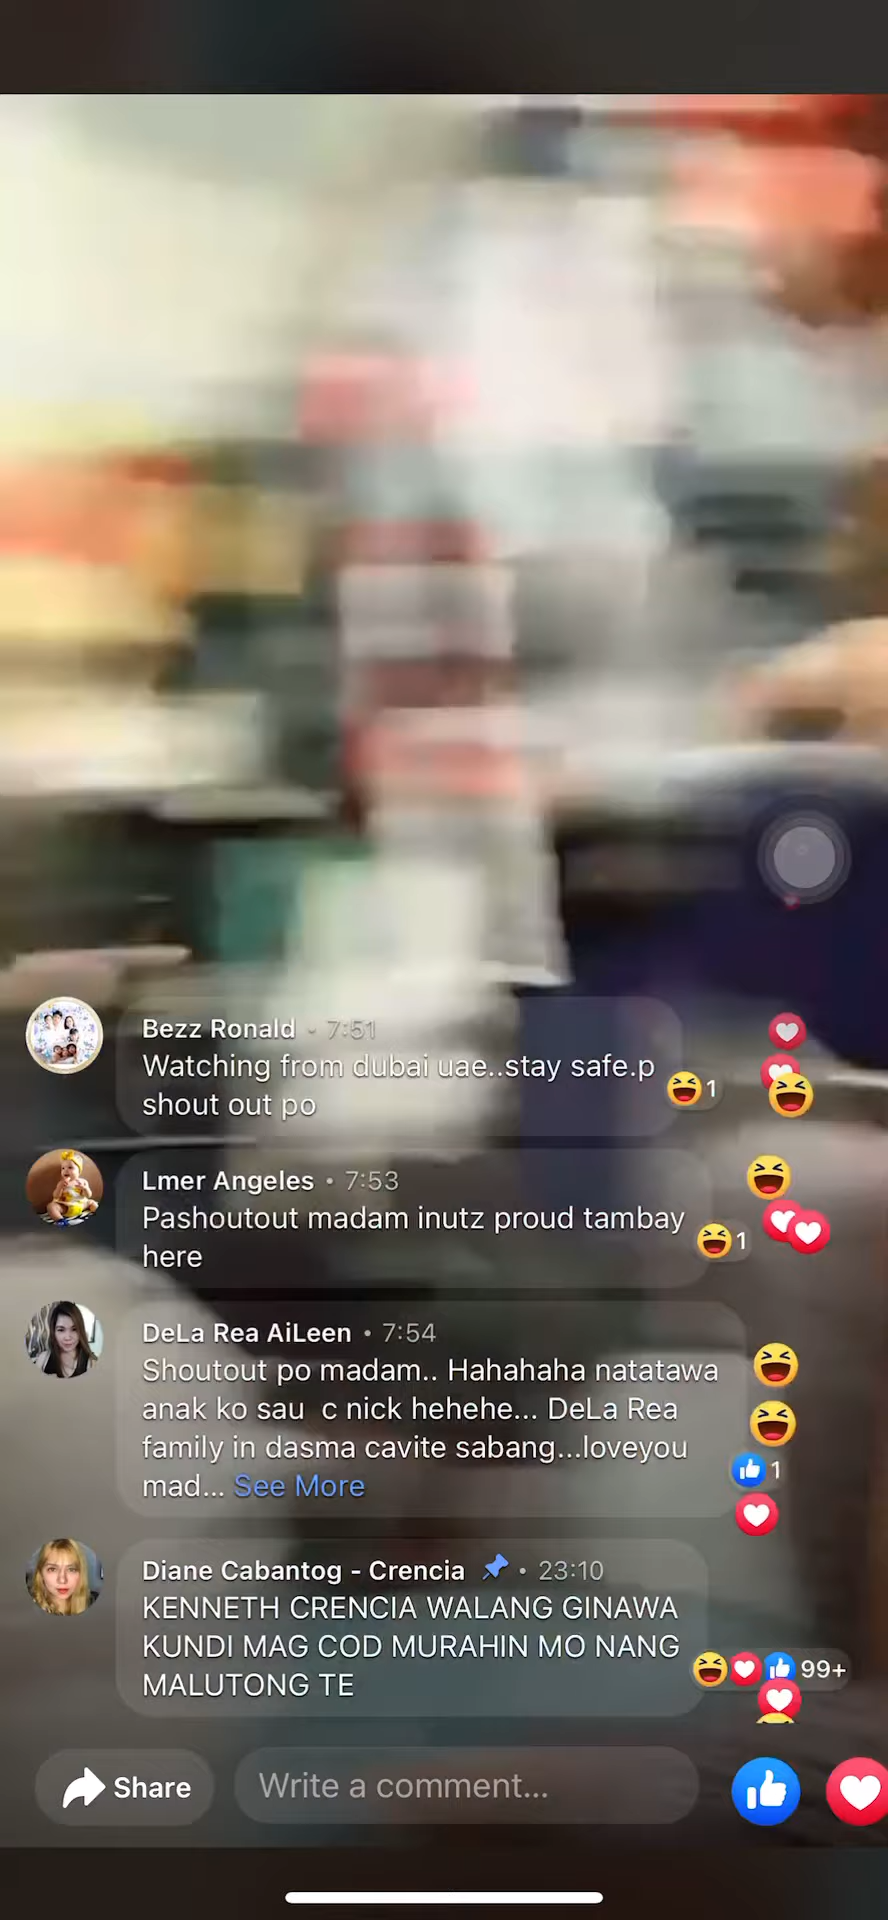 Bezz Ronald · 7:51
Watching from dubai uae..stay safe.p
shout out po
1
Lmer Angeles · 7:53
Pashoutout madam inutz proud tambay
here
1
DeLa Rea AiLeen · 7:54
Shoutout po madam.. Hahahaha natatawa
anak ko sau  c nick hehehe... DeLa Rea
family in dasma cavite sabang...loveyou
mad... See More
1
Diane Cabantog - Crencia · 23:10
KENNETH CRENCIA WALANG GINAWA
KUNDI MAG COD MURAHIN MO NANG
MALUTONG TE
99+
Share
Write a comment...